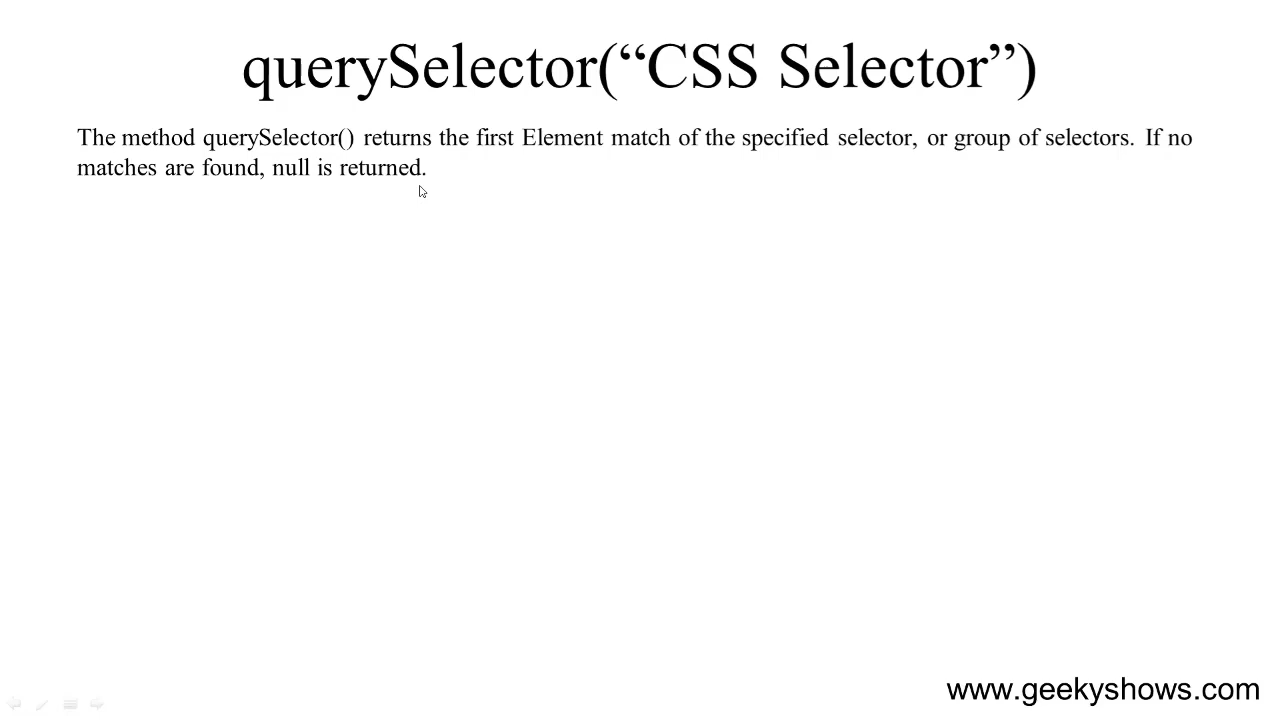 querySelector(“CSS Selector”)
The method querySelector() returns the first Element match of the specified selector, or group of selectors. If no
matches are found, null is returned.
www.geekyshows.com